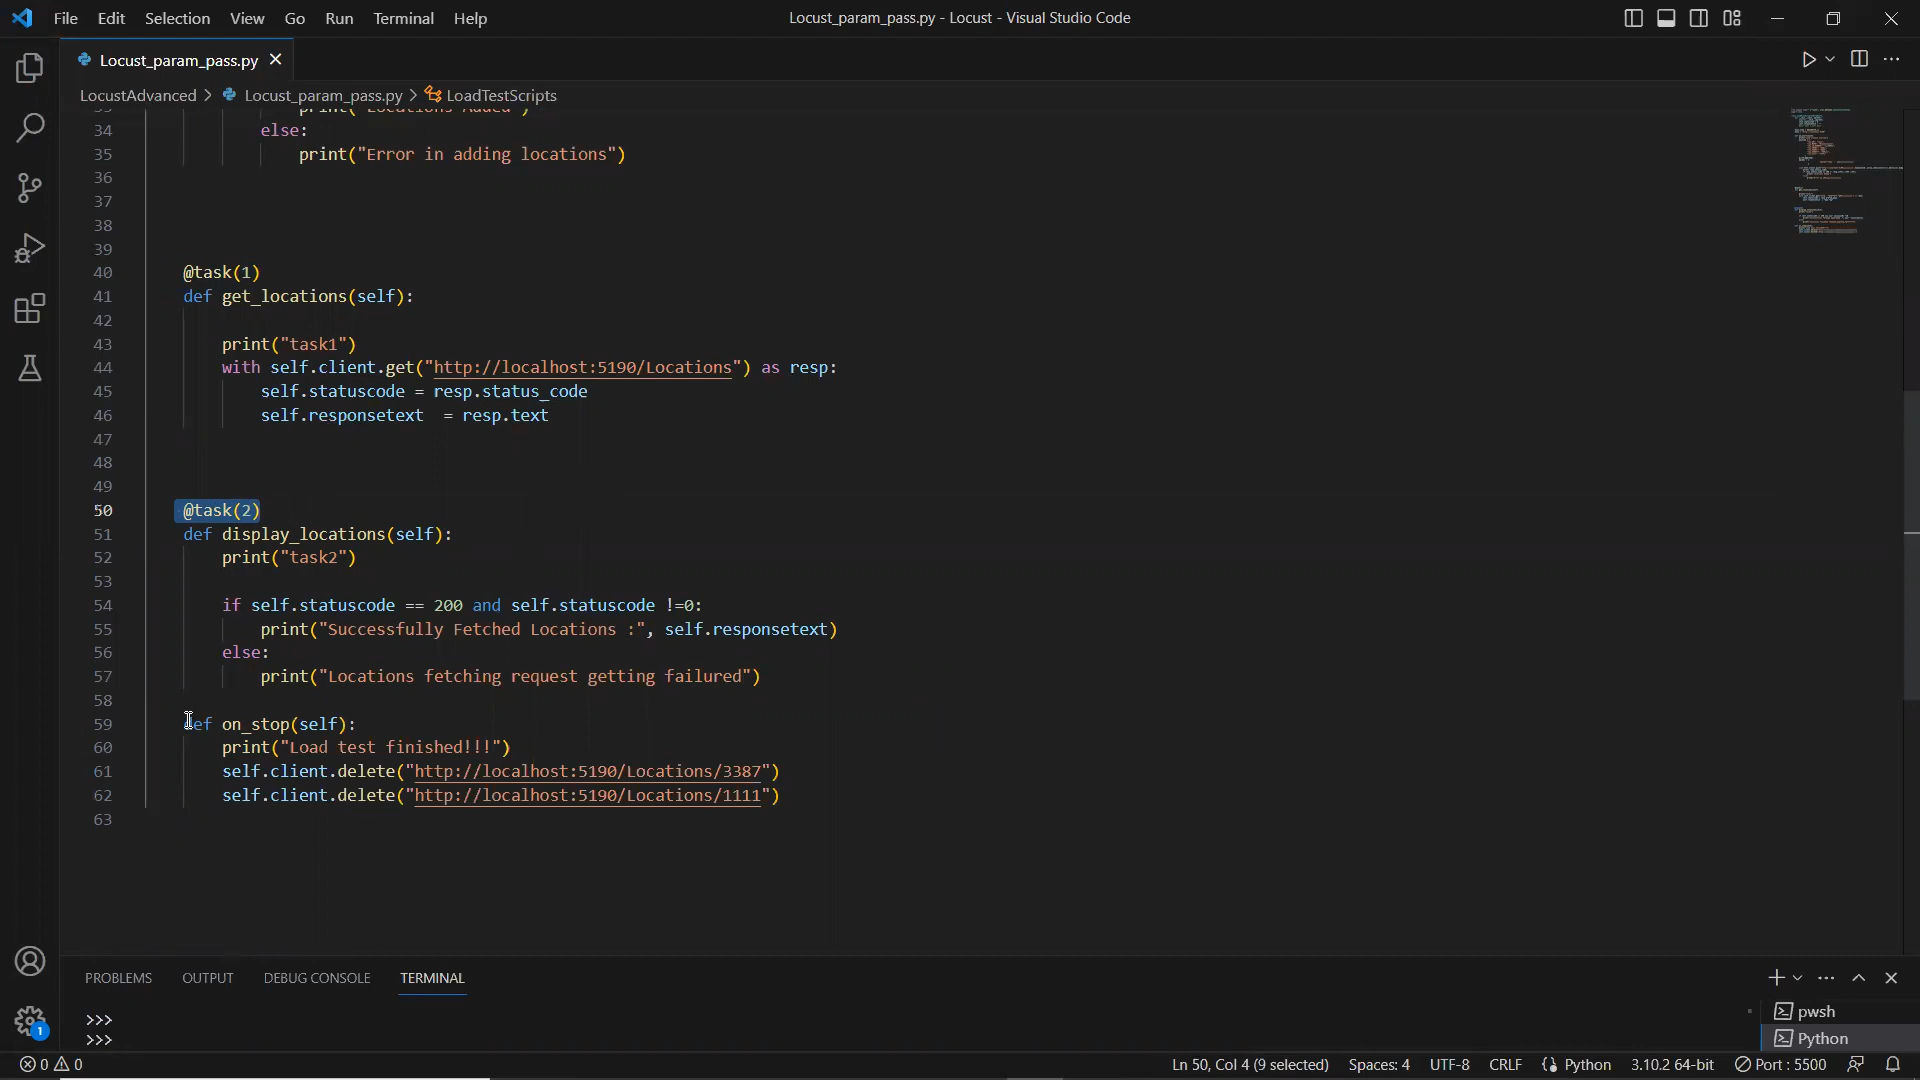 File Edit Selection View Go Run Terminal Help
Locust_param_pass.py - Locust - Visual Studio Code
Locust_param_pass.py
LocustAdvanced > Locust_param_pass.py > LoadTestScripts
print("Locations Added")
34 else:
35 print("Error in adding locations")
36
37
38
39
40 @task(1)
41 def get_locations(self):
42
43 print("task1")
44 with self.client.get("http://localhost:5190/Locations") as resp:
45 self.statuscode = resp.status_code
46 self.responsetext  = resp.text
47
48
49
50 @task(2)
51 def display_locations(self):
52 print("task2")
53
54 if self.statuscode == 200 and self.statuscode !=0:
55 print("Successfully Fetched Locations :", self.responsetext)
56 else:
57 print("Locations fetching request getting failured")
58
59 def on_stop(self):
60 print("Load test finished!!!")
61 self.client.delete("http://localhost:5190/Locations/3387")
62 self.client.delete("http://localhost:5190/Locations/1111")
63
PROBLEMS OUTPUT DEBUG CONSOLE TERMINAL
>>>
>>>
pwsh
Python
1
0 0 Ln 50, Col 4 (9 selected) Spaces: 4 UTF-8 CRLF Python 3.10.2 64-bit Port : 5500